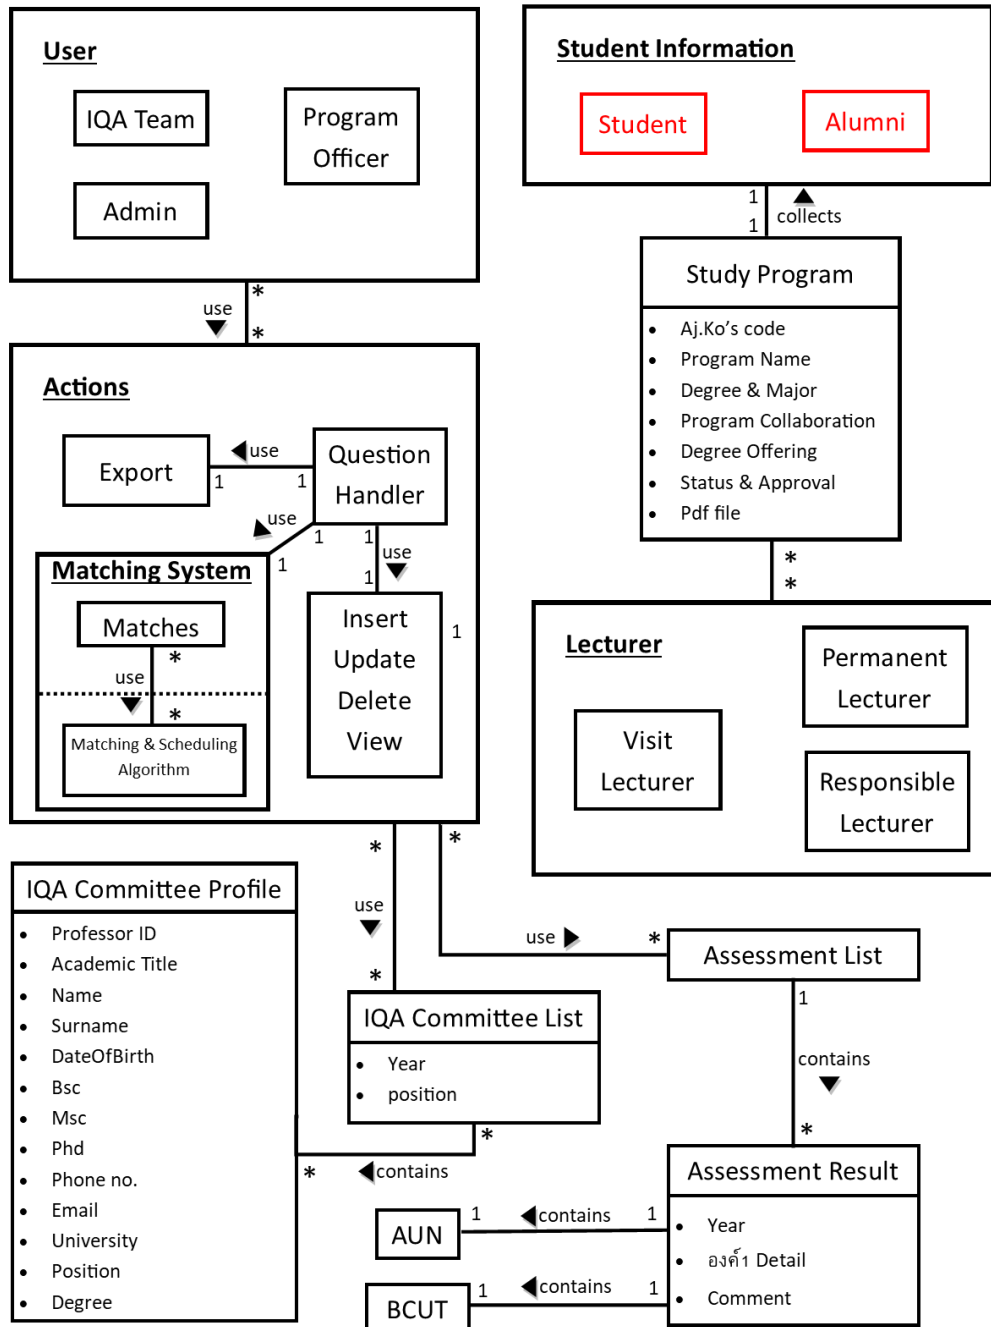 User
IQA Team
Program
Officer
Admin
*
use
*
Student Information
Student
Alumni
1
collects
1
Study Program
• Aj.Ko’s code
• Program Name
• Degree & Major
• Program Collaboration
• Degree Offering
• Status & Approval
• Pdf file
*
*
Lecturer
Permanent
Lecturer
Visit
Lecturer
Responsible
Lecturer
Actions
Export
use
1
1
Question
Handler
use
1
1
1
use
1
Matching System
Matches
*
use
*
Matching & Scheduling
Algorithm
Insert
Update
Delete
View
1
*
use
*
*
use
*
IQA Committee Profile
• Professor ID
• Academic Title
• Name
• Surname
• DateOfBirth
• Bsc
• Msc
• Phd
• Phone no.
• Email
• University
• Position
• Degree
IQA Committee List
• Year
• position
*
contains
*
Assessment List
1
contains
*
Assessment Result
• Year
• องค์1 Detail
• Comment
1
contains
1
AUN
1
contains
1
BCUT